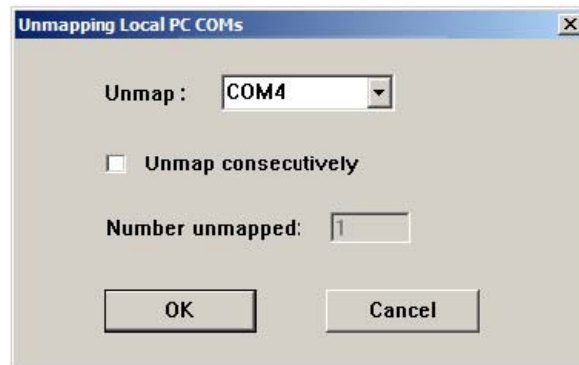 Unmapping Local PC COMs
Unmap : COM4
Unmap consecutively
Number unmapped: 1
OK Cancel